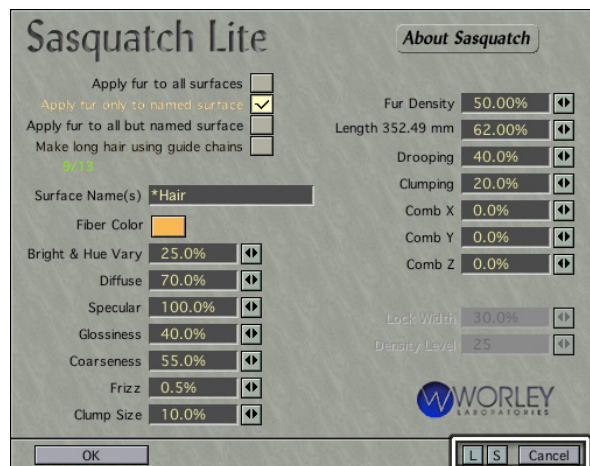 Sasquatch Lite
About Sasquatch
Apply fur to all surfaces
Apply fur only to named surface
Apply fur to all but named surface
Make long hair using guide chains
9/13
Surface Name(s) *Hair
Fiber Color
Bright & Hue Vary 25.0%
Diffuse 70.0%
Specular 100.0%
Glossiness 40.0%
Coarseness 55.0%
Frizz 0.5%
Clump Size 10.0%
Fur Density 50.00%
Length 352.49 mm 62.00%
Drooping 40.0%
Clumping 20.0%
Comb X 0.0%
Comb Y 0.0%
Comb Z 0.0%
Lock Width 30.0%
Density Level 25
WORLEY
LABORATORIES
OK
L S Cancel